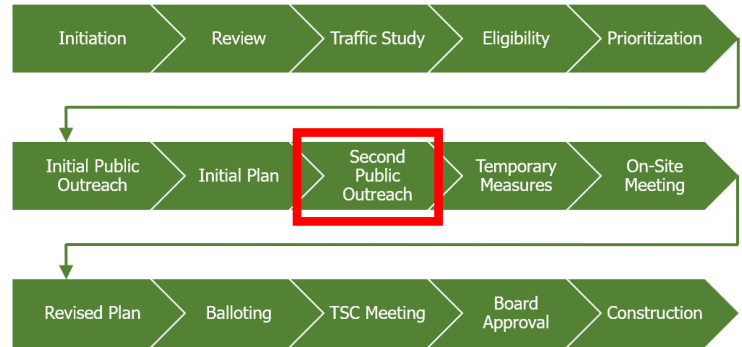 Initiation
Review
Traffic Study
Eligibility
Prioritization
Initial Public
Outreach
Initial Plan
Second
Public
Outreach
Temporary
Measures
On-Site
Meeting
Revised Plan
Balloting
TSC Meeting
Board
Approval
Construction